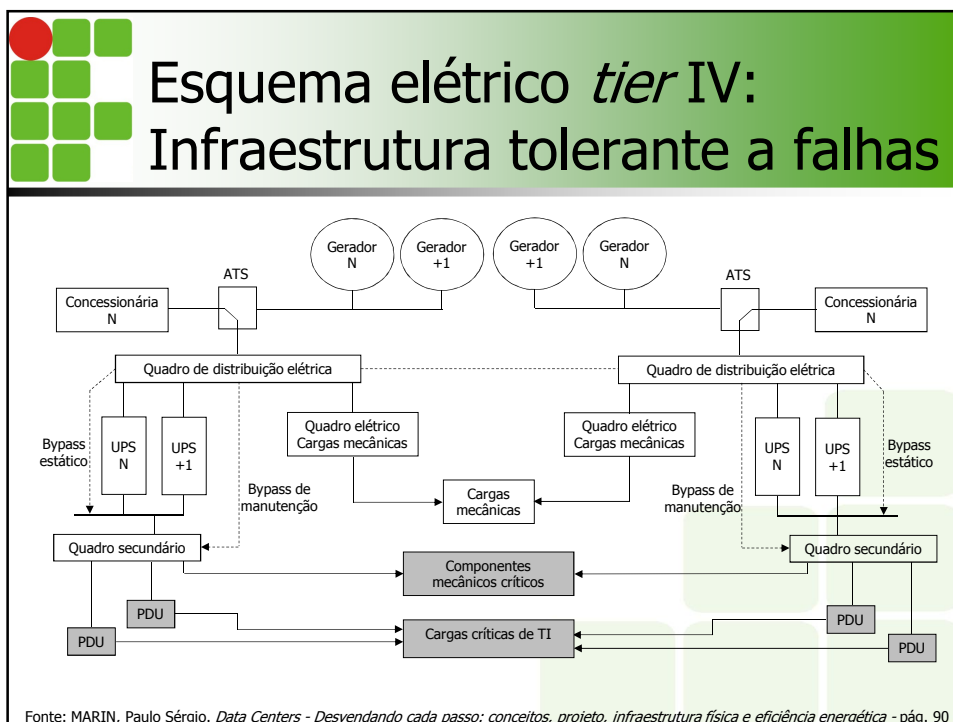 Esquema elétrico tier IV:
Infraestrutura tolerante a falhas
Gerador
N
Gerador
+1
Gerador
+1
Gerador
N
ATS
ATS
Concessionária
N
Concessionária
N
Quadro de distribuição elétrica
Quadro de distribuição elétrica
Bypass
estático
UPS
N
UPS
+1
Quadro elétrico
Cargas mecânicas
Quadro elétrico
Cargas mecânicas
UPS
N
UPS
+1
Bypass
estático
Bypass de
manutenção
Cargas
mecânicas
Bypass de
manutenção
Quadro secundário
Quadro secundário
Componentes
mecânicos críticos
PDU
PDU
Cargas críticas de TI
PDU
PDU
Fonte: MARIN, Paulo Sérgio. Data Centers - Desvendando cada passo: conceitos, projeto, infraestrutura física e eficiência energética - pág. 90